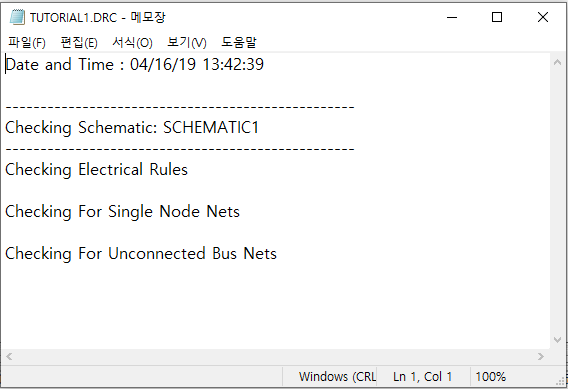 TUTORIAL1.DRC - 메모장
파일(F) 편집(E) 서식(O) 보기(V) 도움말
Date and Time : 04/16/19 13:42:39
--------------------------------------------------
Checking Schematic: SCHEMATIC1
--------------------------------------------------
Checking Electrical Rules
Checking For Single Node Nets
Checking For Unconnected Bus Nets
Windows (CRL Ln 1, Col 1 100%